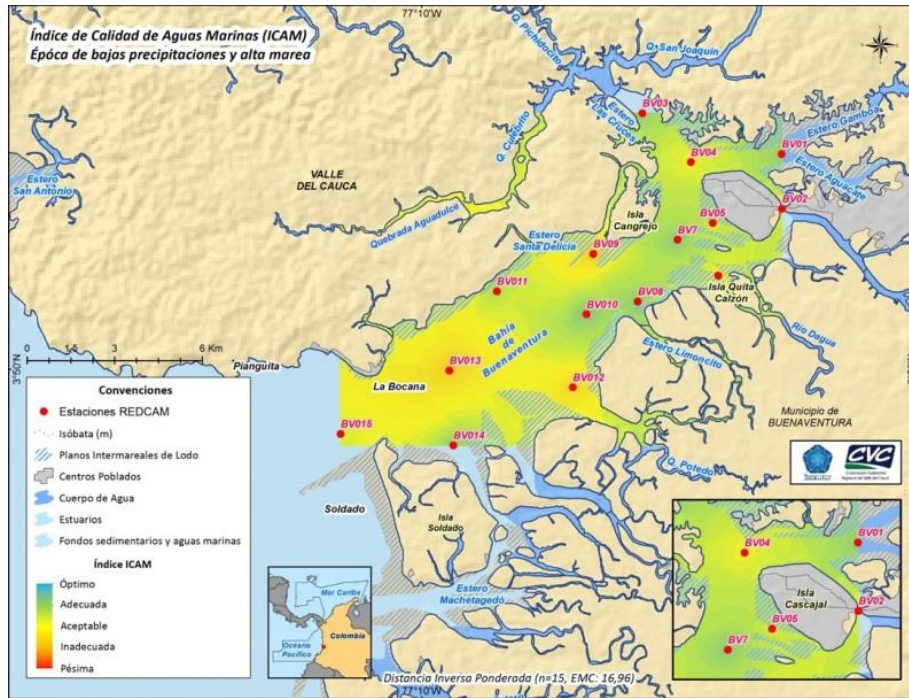 Índice de Calidad de Aguas Marinas (ICAM)
Época de bajas precipitaciones y alta marea
77°10'W
Q. Pichidocito
Q. San Joaquín
Estero Las Cruces
BV03
Estero Gamboa
BV01
BV04
Estero Aguacate
Q. Culebrito
Estero San Antonio
VALLE DEL CAUCA
BV02
Quebrada Aguadulce
Isla Cangrejo
BV05
BV7
Estero Santa Delicia
BV09
BV011
BV08
Isla Quita Calzón
BV010
Río Dagua
Bahía de Buenaventura
Estero Limoncito
0 1,5 3 6 Km
3°50'N
Pianguita
La Bocana
BV013
BV012
Municipio de BUENAVENTURA
BV015
BV014
Q. Potedo
CVC
Soldado
Isla Soldado
Estero Machetagedó
Convenciones
Estaciones REDCAM
Isóbata (m)
Planos Intermareales de Lodo
Centros Poblados
Cuerpo de Agua
Estuarios
Fondos sedimentarios y aguas marinas
Índice ICAM
Óptimo
Adecuada
Aceptable
Inadecuada
Pésima
Mar Caribe
Colombia
Océano Pacífico
BV04
BV01
Isla Cascajal
BV02
BV05
BV7
Distancia Inversa Ponderada (n=15, EMC: 16,96)
77°10'W